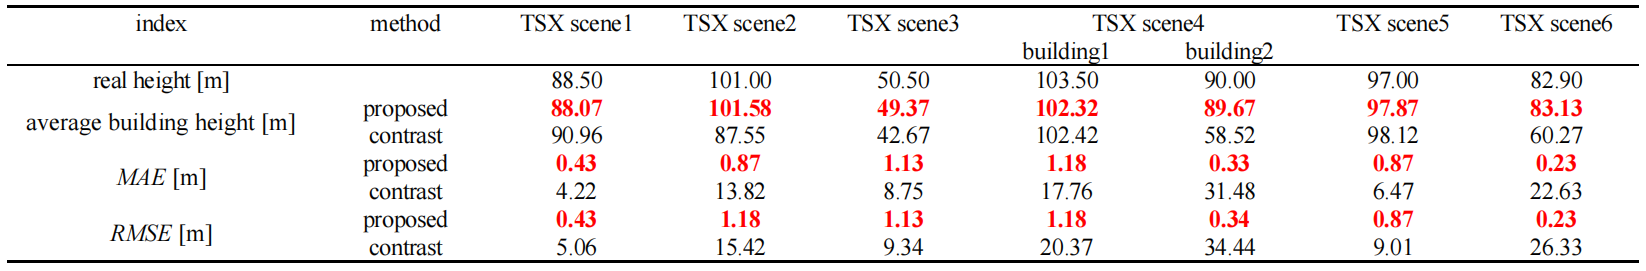 index method TSX scene1 TSX scene2 TSX scene3 TSX scene4 TSX scene5 TSX scene6
building1 building2
real height [m] 88.50 101.00 50.50 103.50 90.00 97.00 82.90
average building height [m] proposed 88.07 101.58 49.37 102.32 89.67 97.87 83.13
contrast 90.96 87.55 42.67 102.42 58.52 98.12 60.27
MAE [m] proposed 0.43 0.87 1.13 1.18 0.33 0.87 0.23
contrast 4.22 13.82 8.75 17.76 31.48 6.47 22.63
RMSE [m] proposed 0.43 1.18 1.13 1.18 0.34 0.87 0.23
contrast 5.06 15.42 9.34 20.37 34.44 9.01 26.33